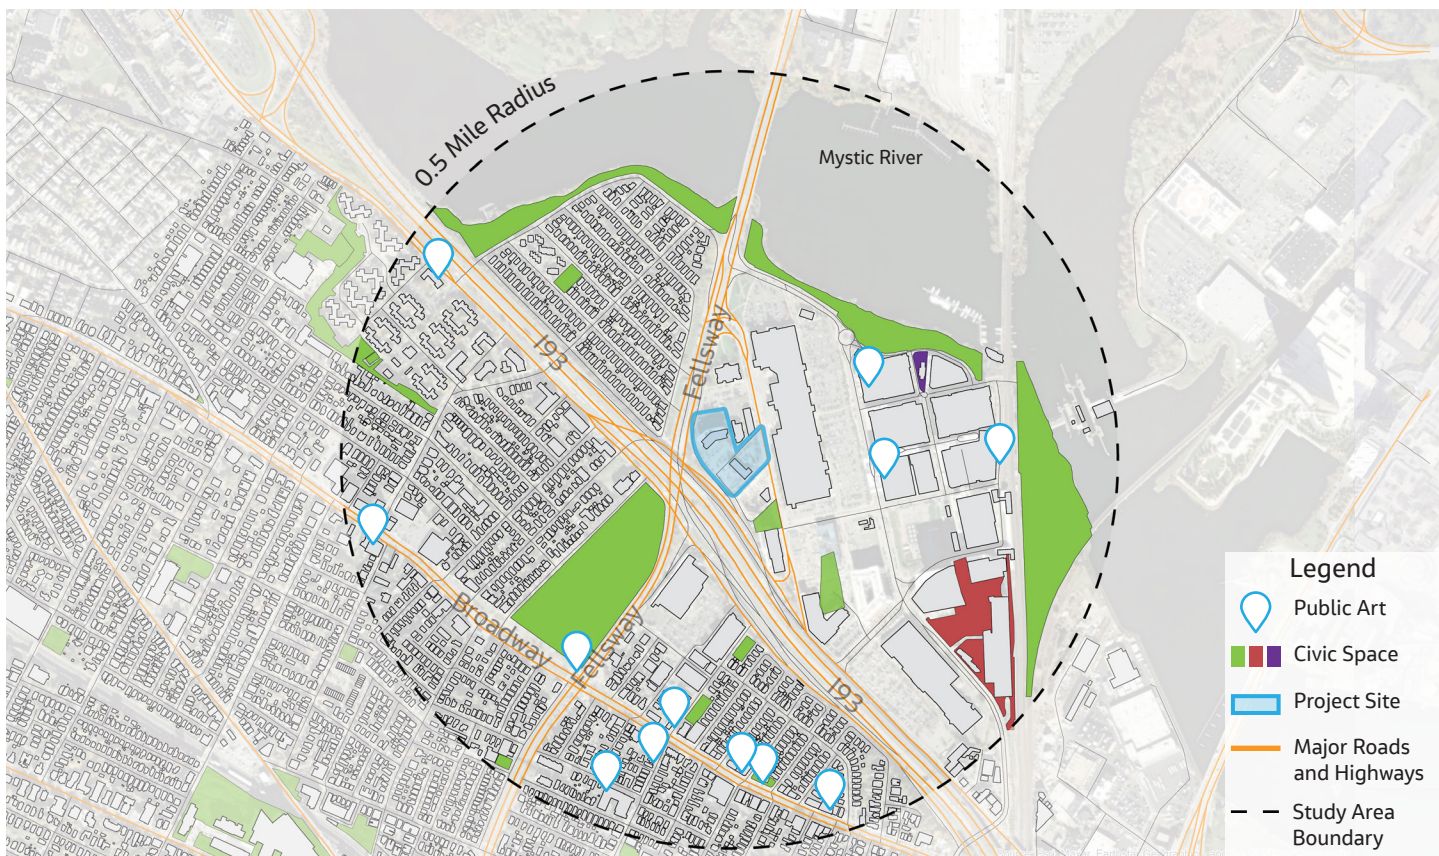 0.5 Mile Radius
Mystic River
I93
Fellsway
Broadway
Fellsway
I93
Legend
Public Art
Civic Space
Project Site
Major Roads
and Highways
Study Area
Boundary